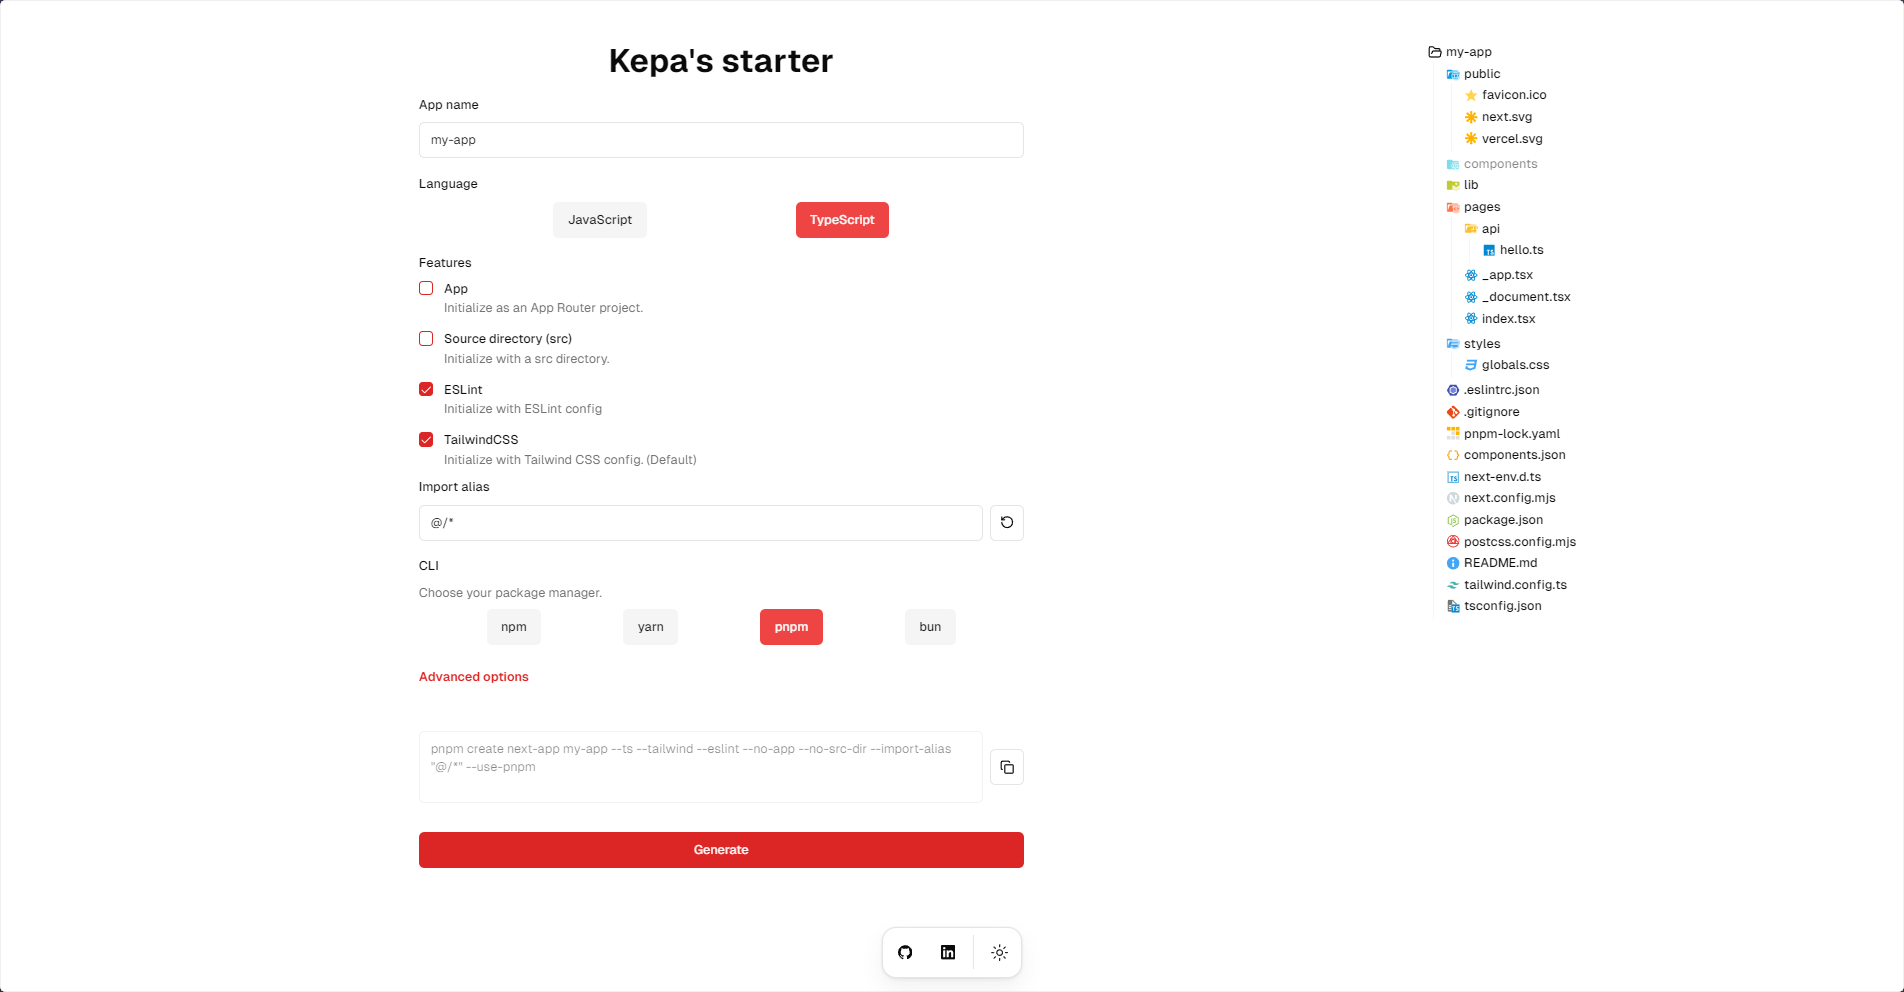 Kepa's starter
App name
my-app
Language
JavaScript
TypeScript
Features
App
Initialize as an App Router project.
Source directory (src)
Initialize with a src directory.
ESLint
Initialize with ESLint config
TailwindCSS
Initialize with Tailwind CSS config. (Default)
Import alias
@/*
CLI
Choose your package manager.
npm
yarn
pnpm
bun
Advanced options
pnpm create next-app my-app --ts --tailwind --eslint --no-app --no-src-dir --import-alias
"@/*" --use-pnpm
Generate
my-app
public
favicon.ico
next.svg
vercel.svg
components
lib
pages
api
hello.ts
_app.tsx
_document.tsx
index.tsx
styles
globals.css
.eslintrc.json
.gitignore
pnpm-lock.yaml
components.json
next-env.d.ts
next.config.mjs
package.json
postcss.config.mjs
README.md
tailwind.config.ts
tsconfig.json